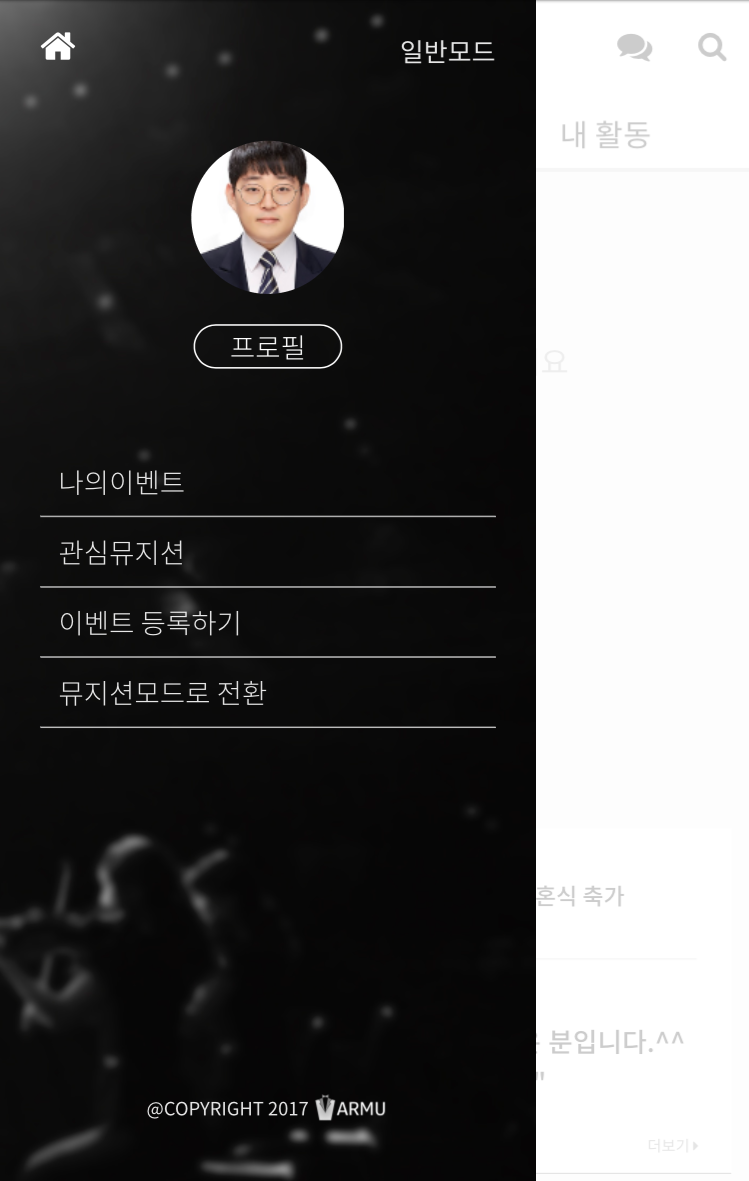 일반모드
내 활동
프로필
요
나의이벤트
관심뮤지션
이벤트 등록하기
뮤지션모드로 전환
혼식 축가
분입니다.^^
"
더보기
@COPYRIGHT 2017 ARMU